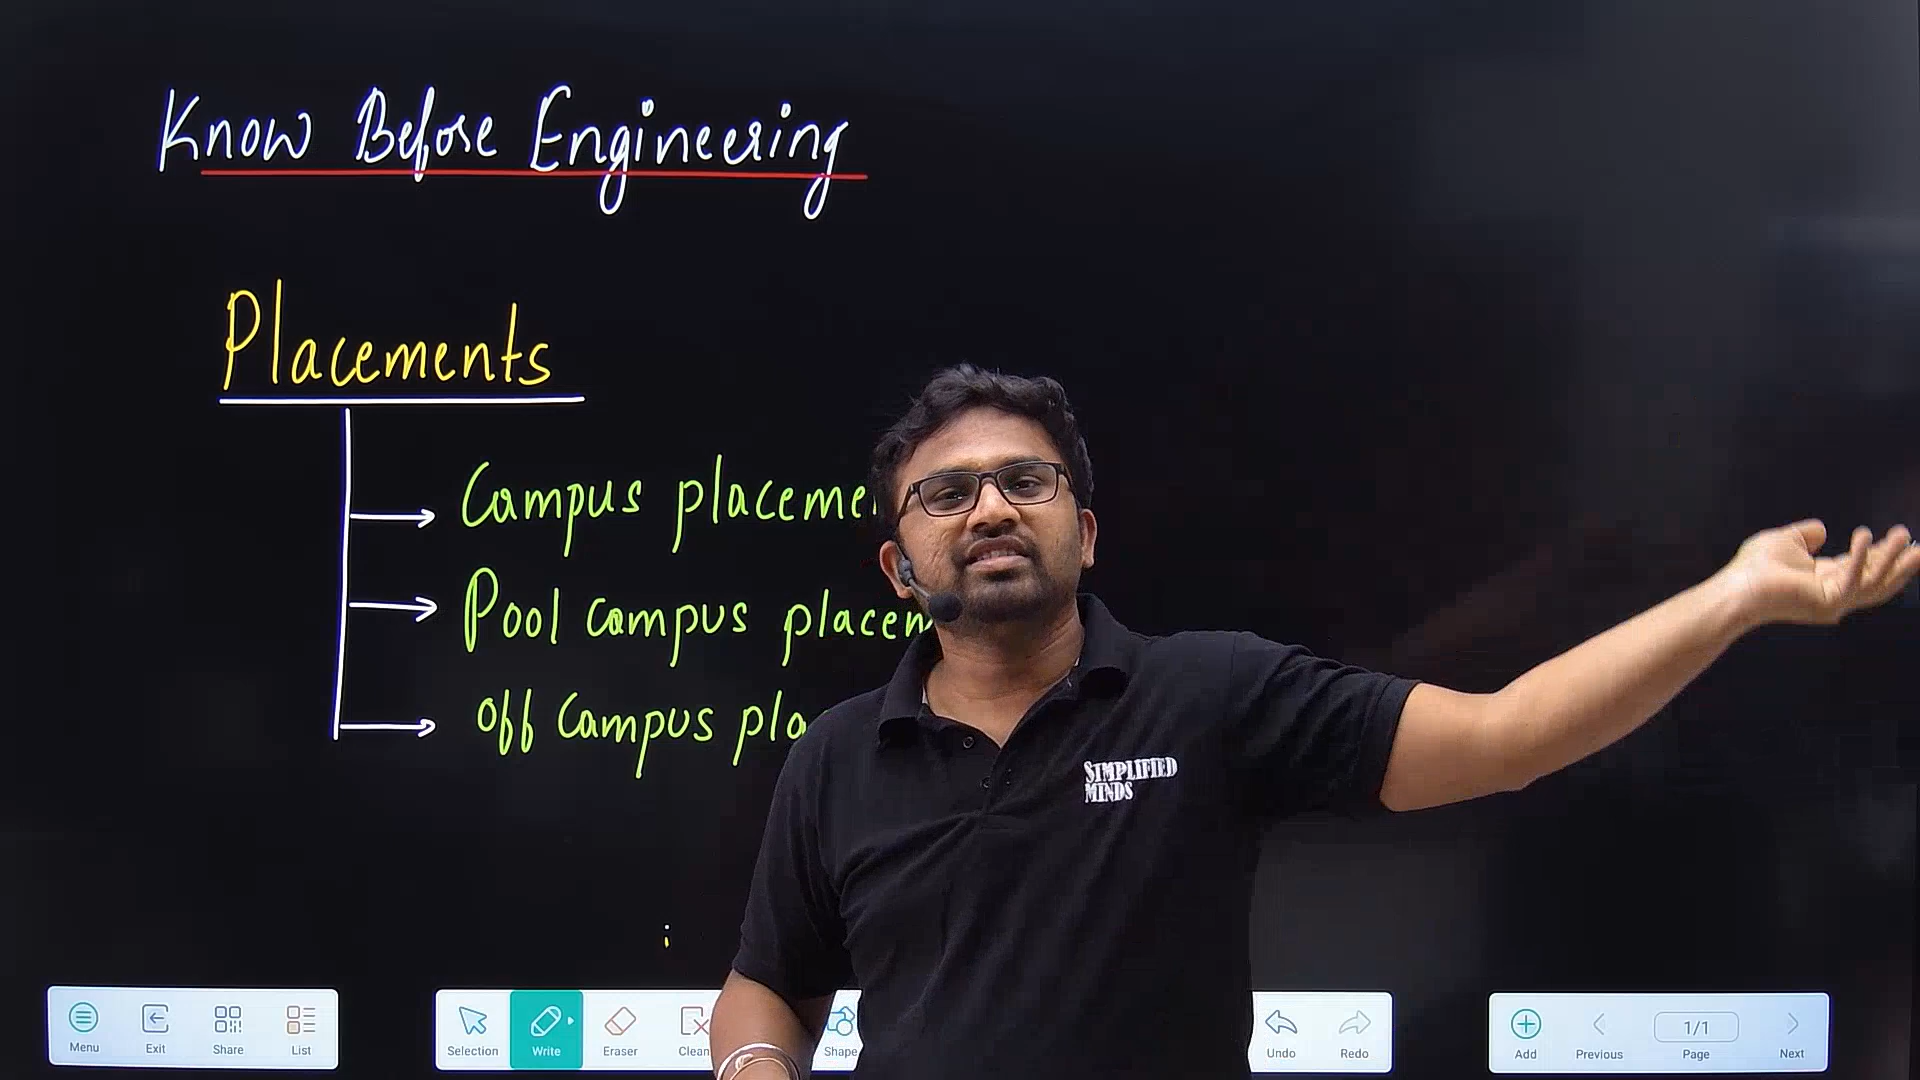 Know Before Engineering
Placements
Campus placemen
Pool campus placem
off campus pla
SIMPLIFIED
MINDS
Menu
Exit
Share
List
Selection
Write
Eraser
Clean
Shape
Undo
Redo
Add
Previous
1/1
Page
Next